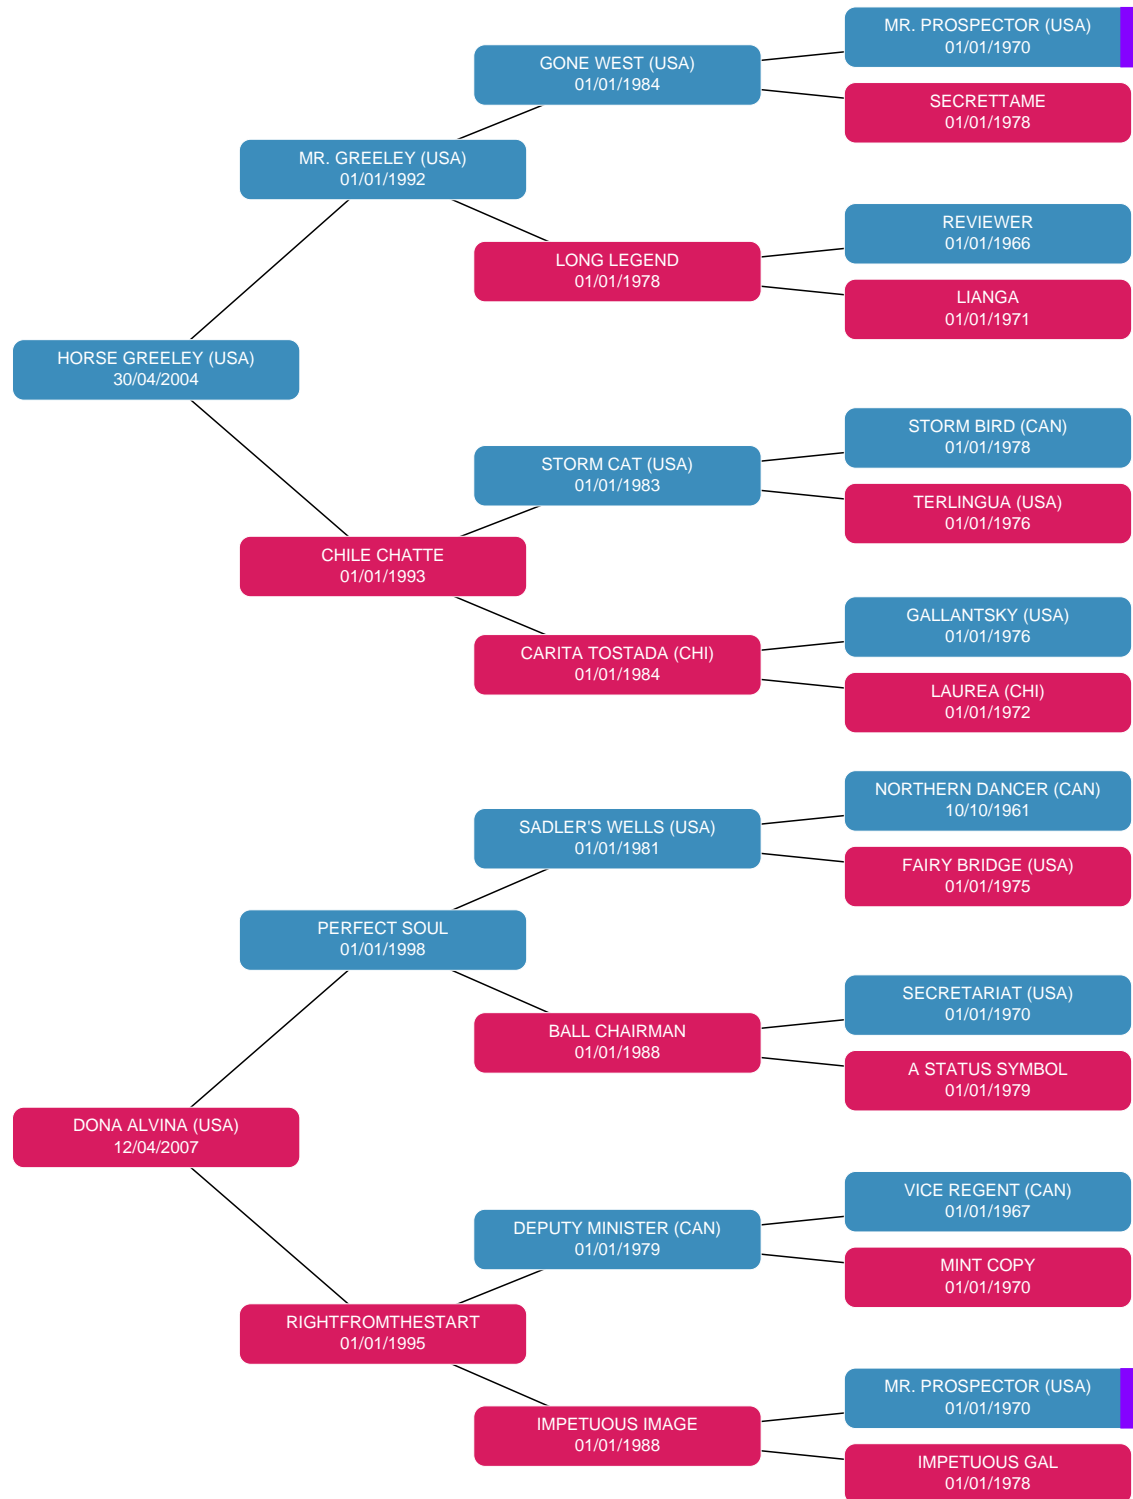 MR. PROSPECTOR (USA)
01/01/1970
GONE WEST (USA)
01/01/1984
SECRETTAME
01/01/1978
MR. GREELEY (USA)
01/01/1992
REVIEWER
01/01/1966
LONG LEGEND
01/01/1978
LIANGA
01/01/1971
HORSE GREELEY (USA)
30/04/2004
STORM BIRD (CAN)
01/01/1978
STORM CAT (USA)
01/01/1983
TERLINGUA (USA)
01/01/1976
CHILE CHATTE
01/01/1993
GALLANTSKY (USA)
01/01/1976
CARITA TOSTADA (CHI)
01/01/1984
LAUREA (CHI)
01/01/1972
NORTHERN DANCER (CAN)
10/10/1961
SADLER'S WELLS (USA)
01/01/1981
FAIRY BRIDGE (USA)
01/01/1975
PERFECT SOUL
01/01/1998
SECRETARIAT (USA)
01/01/1970
BALL CHAIRMAN
01/01/1988
A STATUS SYMBOL
01/01/1979
DONA ALVINA (USA)
12/04/2007
VICE REGENT (CAN)
01/01/1967
DEPUTY MINISTER (CAN)
01/01/1979
MINT COPY
01/01/1970
RIGHTFROMTHESTART
01/01/1995
MR. PROSPECTOR (USA)
01/01/1970
IMPETUOUS IMAGE
01/01/1988
IMPETUOUS GAL
01/01/1978